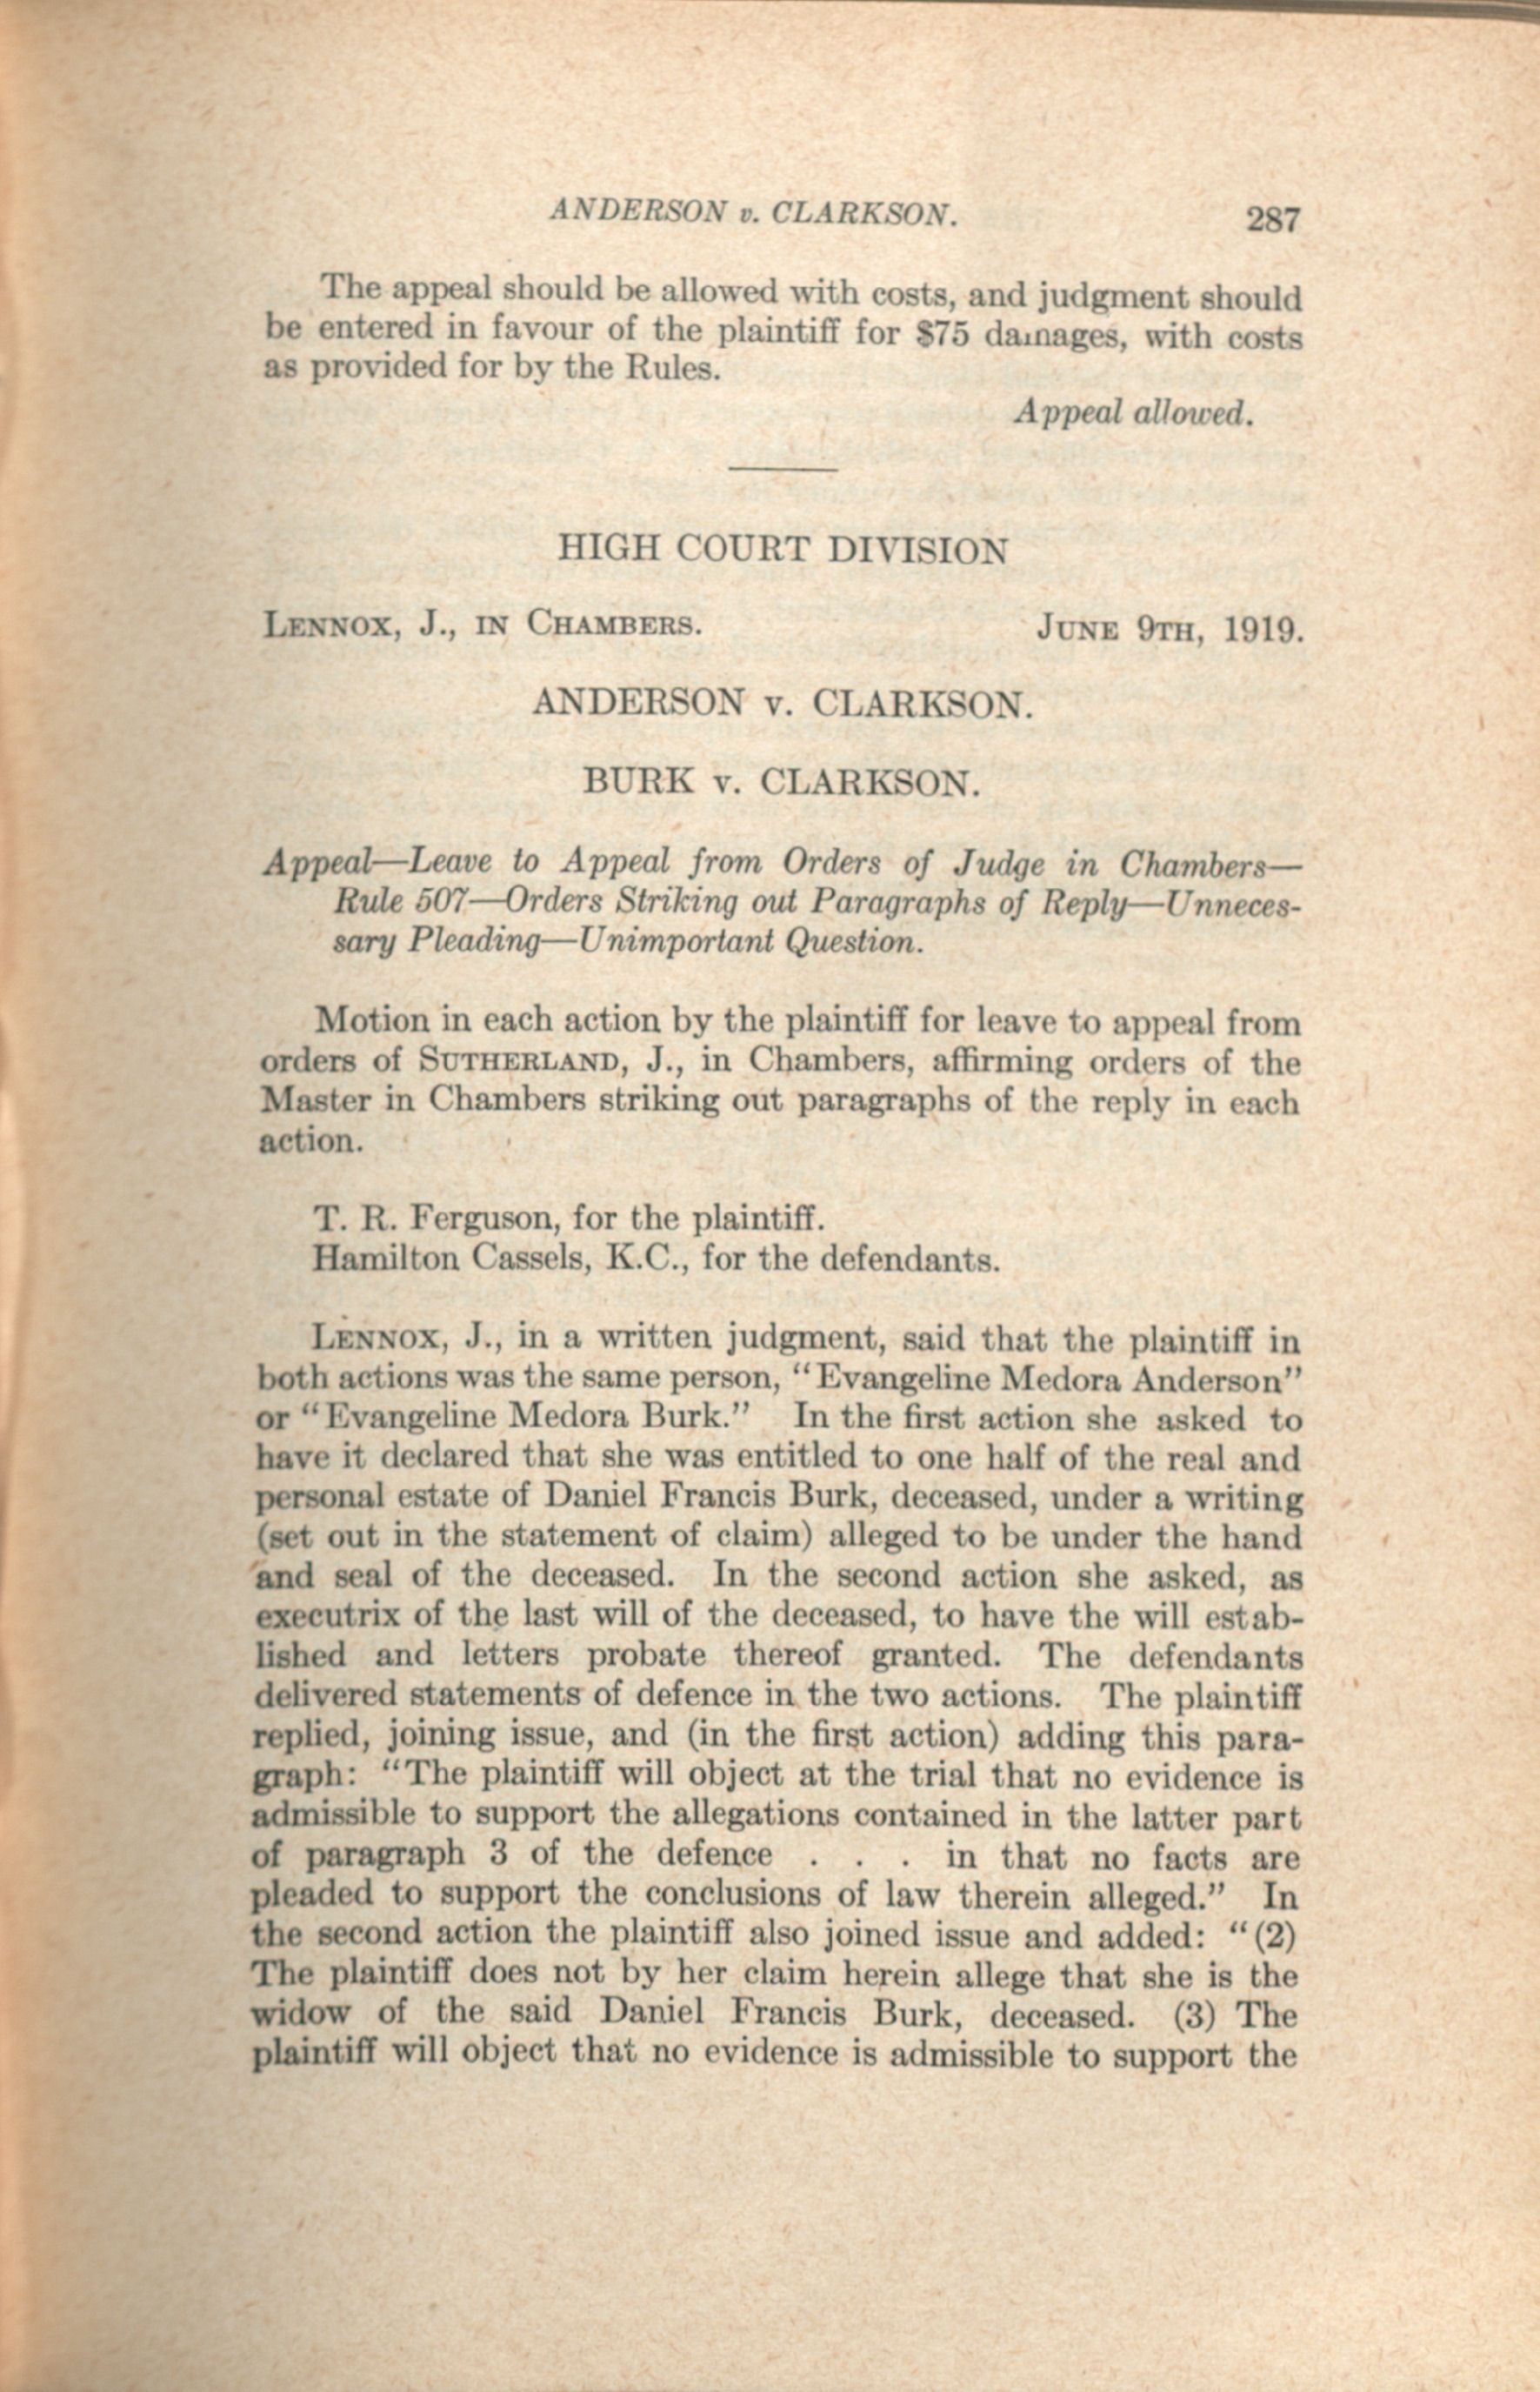 ANDERSON v. CLARKSON. 287
The appeal should be allowed with costs, and judgment should
be entered in favour of the plaintiff for $75 damages, with costs
as provided for by the Rules.
Appeal allowed.
HIGH COURT DIVISION
LENNOX, J., IN CHAMBERS. JUNE 9TH, 1919.
ANDERSON v. CLARKSON.
BURK v. CLARKSON.
Appeal—Leave to Appeal from Orders of Judge in Chambers—
Rule 507—Orders Striking out Paragraphs of Reply—Unneces-
sary Pleading—Unimportant Question.
Motion in each action by the plaintiff for leave to appeal from
orders of SUTHERLAND, J., in Chambers, affirming orders of the
Master in Chambers striking out paragraphs of the reply in each
action.
T. R. Ferguson, for the plaintiff.
Hamilton Cassels, K.C., for the defendants.
LENNOX, J., in a written judgment, said that the plaintiff in
both actions was the same person, "Evangeline Medora Anderson"
or "Evangeline Medora Burk." In the first action she asked to
have it declared that she was entitled to one half of the real and
personal estate of Daniel Francis Burk, deceased, under a writing
(set out in the statement of claim) alleged to be under the hand
and seal of the deceased. In the second action she asked, as
executrix of the last will of the deceased, to have the will estab-
lished and letters probate thereof granted. The defendants
delivered statements of defence in the two actions. The plaintiff
replied, joining issue, and (in the first action) adding this para-
graph: "The plaintiff will object at the trial that no evidence is
admissible to support the allegations contained in the latter part
of paragraph 3 of the defence . . . in that no facts are
pleaded to support the conclusions of law therein alleged." In
the second action the plaintiff also joined issue and added: "(2)
The plaintiff does not by her claim herein allege that she is the
widow of the said Daniel Francis Burk, deceased. (3) The
plaintiff will object that no evidence is admissible to support the